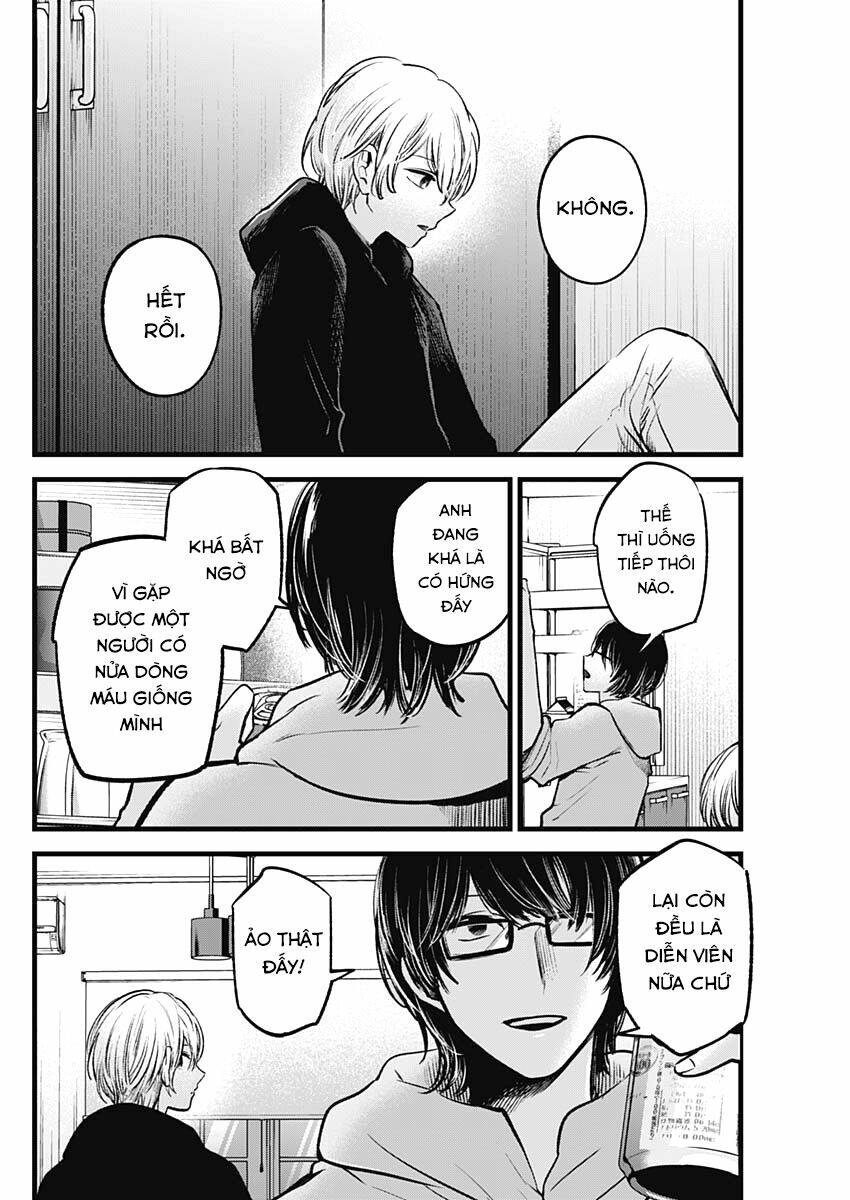 KHÔNG.
HẾT
RỒI.
THẾ
THÌ UỐNG
TIẾP THÔI
NÀO.
ANH
ĐANG
KHÁ LÀ
CÓ HỨNG
ĐẤY
KHÁ BẤT
NGỜ
VÌ GẶP
ĐƯỢC MỘT
NGƯỜI CÓ
NỬA DÒNG
MÁU GIỐNG
MÌNH
LẠI CÒN
ĐỀU LÀ
DIỄN VIÊN
NỮA CHỨ
ẢO THẬT
ĐẤY!